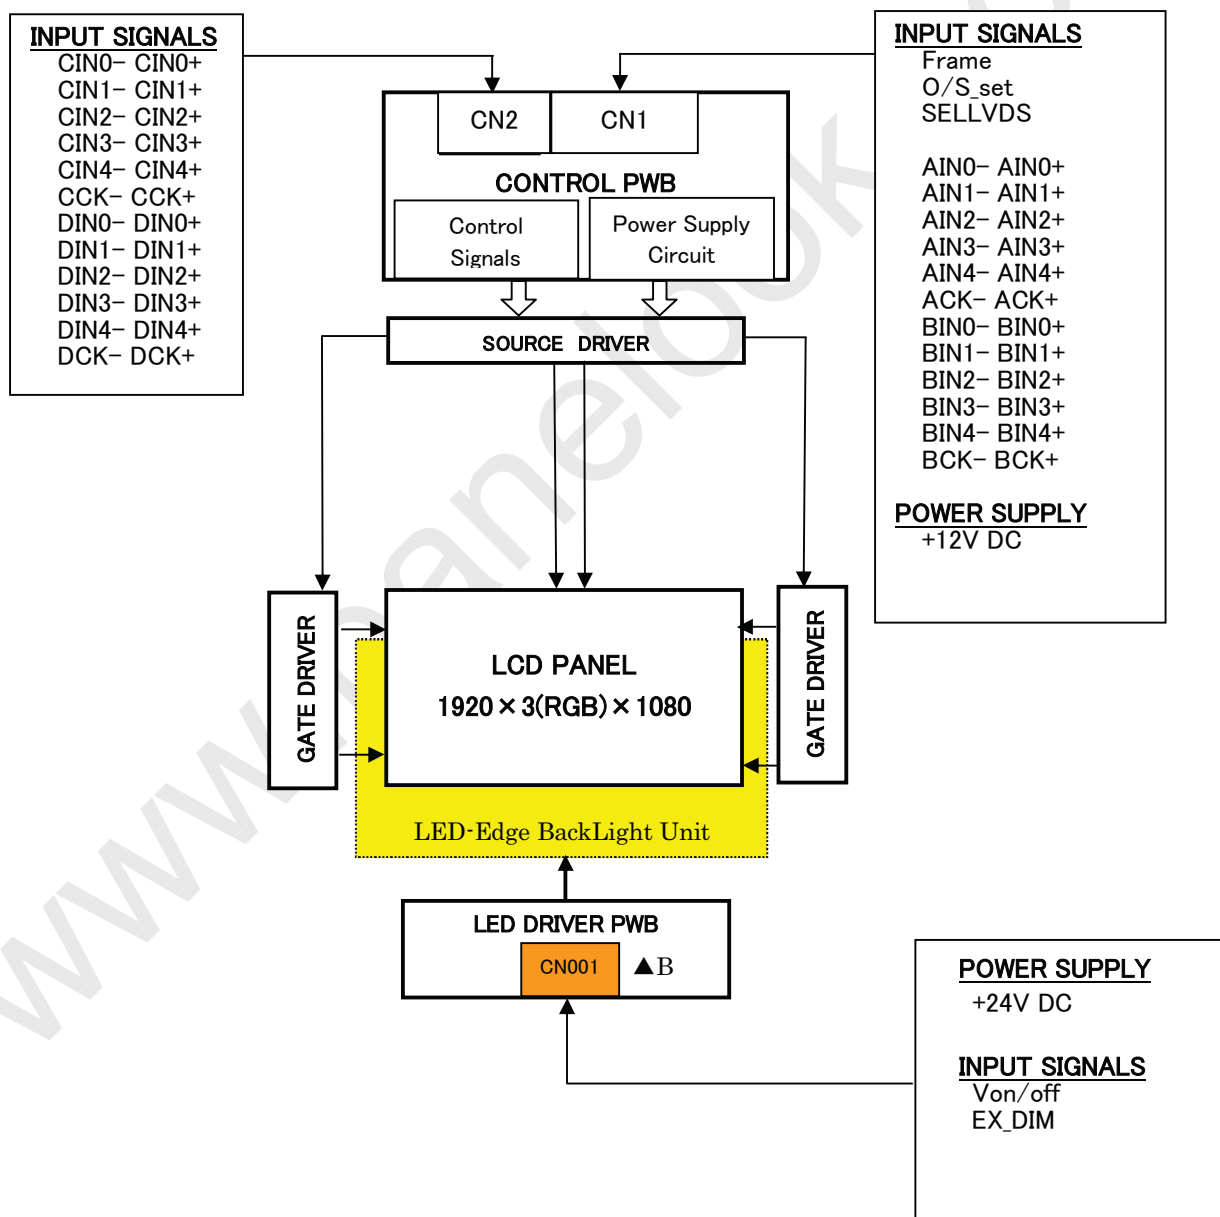 INPUT SIGNALS
CIN0- CIN0+
CIN1- CIN1+
CIN2- CIN2+
CIN3- CIN3+
CIN4- CIN4+
CCK- CCK+
DIN0- DIN0+
DIN1- DIN1+
DIN2- DIN2+
DIN3- DIN3+
DIN4- DIN4+
DCK- DCK+
CN2
CN1
CONTROL PWB
Control
Signals
Power Supply
Circuit
INPUT SIGNALS
Frame
O/S_set
SELLVDS
AIN0- AIN0+
AIN1- AIN1+
AIN2- AIN2+
AIN3- AIN3+
AIN4- AIN4+
ACK- ACK+
BIN0- BIN0+
BIN1- BIN1+
BIN2- BIN2+
BIN3- BIN3+
BIN4- BIN4+
BCK- BCK+
POWER SUPPLY
+12V DC
SOURCE DRIVER
GATE DRIVER
LCD PANEL
1920×3(RGB)×1080
GATE DRIVER
LED-Edge BackLight Unit
LED DRIVER PWB
CN001 ▲B
POWER SUPPLY
+24V DC
INPUT SIGNALS
Von/off
EX_DIM
www.panelook